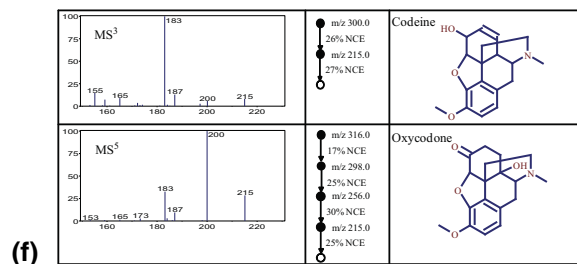 MS3
100
75
50
25
0
183
155
165
187
200
215
160
180
200
220
m/z 300.0
26% NCE
m/z 215.0
27% NCE
Codeine
HO
N
O
O
MS5
100
75
50
25
0
200
183
215
153
165
173
187
160
180
200
220
m/z 316.0
17% NCE
m/z 298.0
25% NCE
m/z 256.0
30% NCE
m/z 215.0
25% NCE
Oxycodone
O
OH
N
O
O
(f)